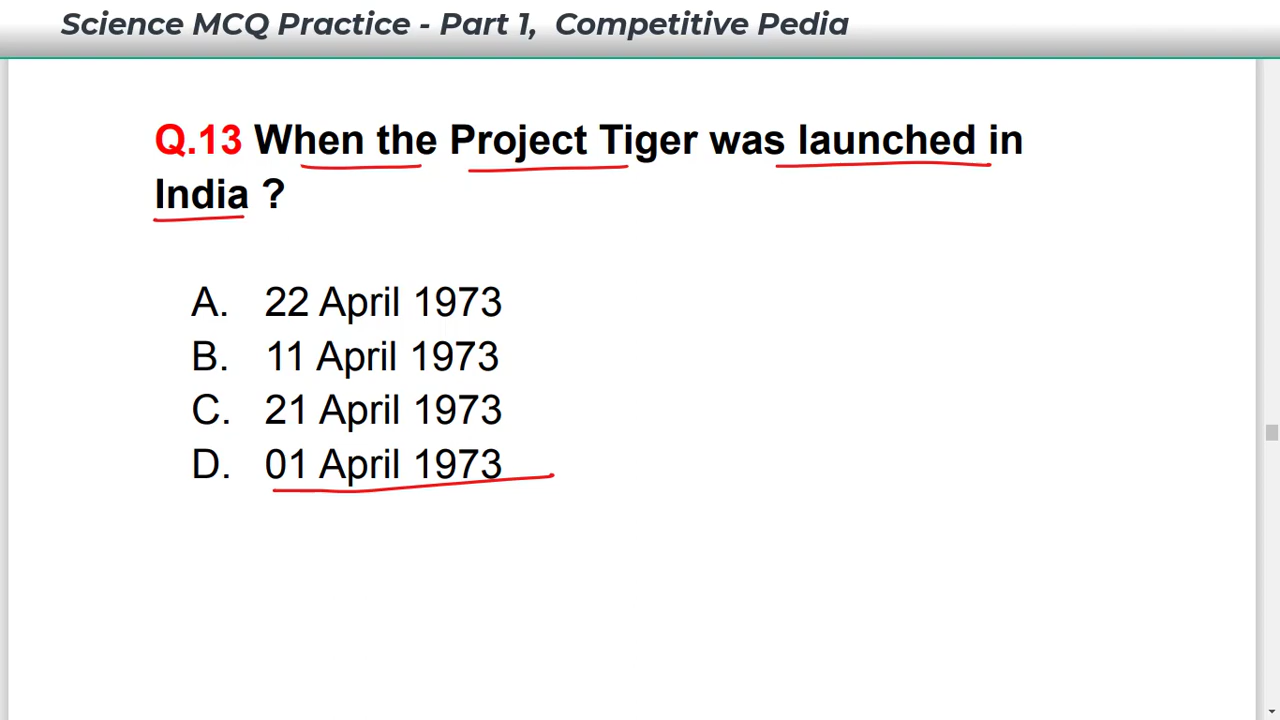 Science MCQ Practice - Part 1, Competitive Pedia
Q.13 When the Project Tiger was launched in
India ?
A. 22 April 1973
B. 11 April 1973
C. 21 April 1973
D. 01 April 1973